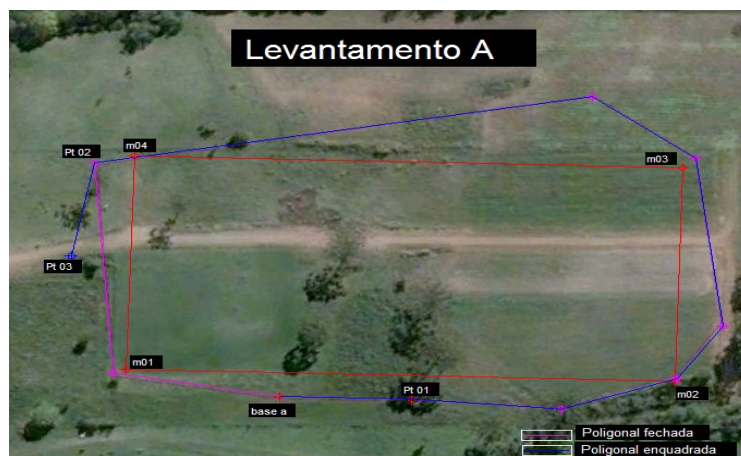 Levantamento A
Pt 02
m04
m03
Pt 03
m01
Pt 01
base a
m02
Poligonal fechada
Poligonal enquadrada